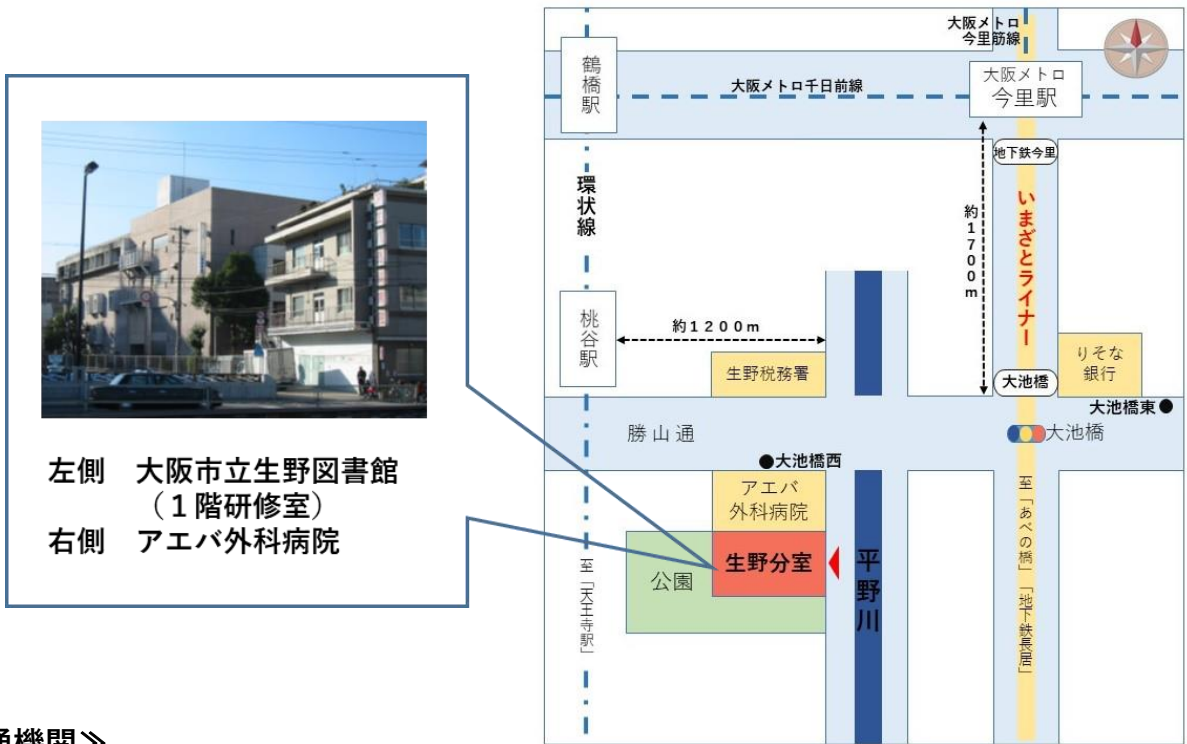 左側 大阪市立生野図書館
（１階研修室）
右側 アエバ外科病院
大阪メトロ
今里筋線
鶴橋駅
大阪メトロ千日前線
大阪メトロ
今里駅
地下鉄今里
環状線
いまざとライナー
約１７００ｍ
桃谷駅
約１２００ｍ
生野税務署
りそな
銀行
大池橋
大池橋東●
勝山通
大池橋
●大池橋西
アエバ
外科病院
生野分室
公園
平野川
至「天王寺駅」
至「あべの橋」「地下鉄長居」
通機関≫